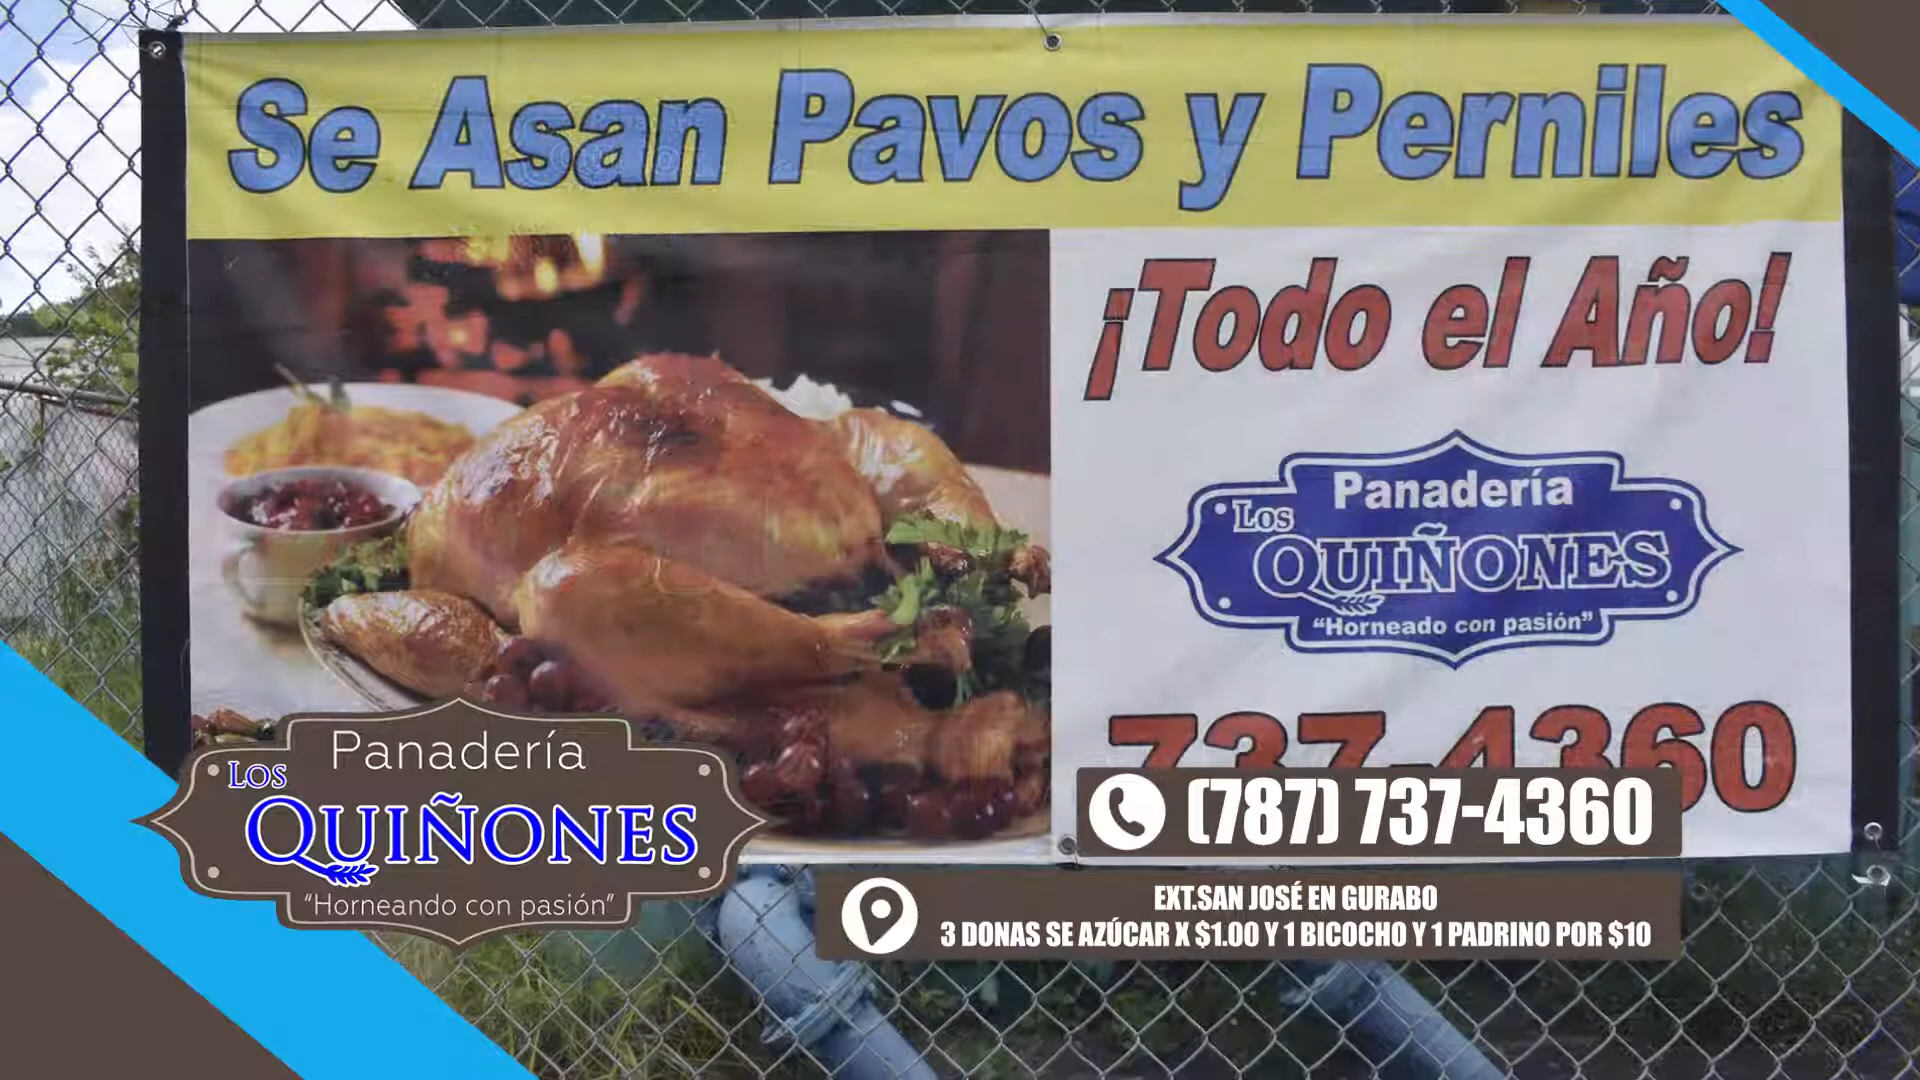 Se Asan Pavos y Perniles
¡Todo el Año!
Panadería
Los
QUIÑONES
"Horneado con pasión"
737-4360
Panadería
Los
QUIÑONES
"Horneando con pasión"
(787) 737-4360
EXT.SAN JOSÉ EN GURABO
3 DONAS SE AZÚCAR X $1.00 Y 1 BICOCHO Y 1 PADRINO POR $10